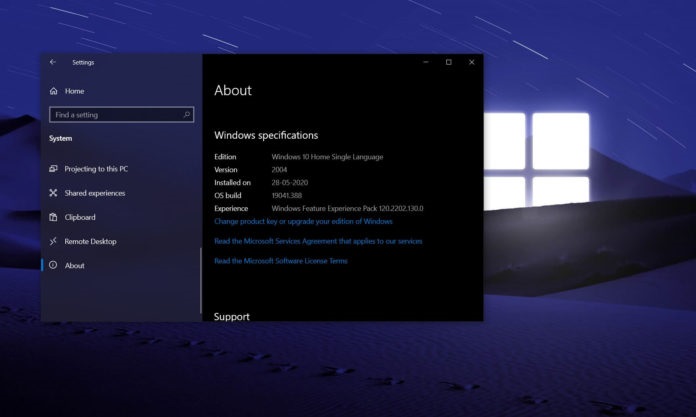 Settings
Home
Find a setting
System
Projecting to this PC
Shared experiences
Clipboard
Remote Desktop
About
About
Windows specifications
Edition Windows 10 Home Single Language
Version 2004
Installed on 28-05-2020
OS build 19041.388
Experience Windows Feature Experience Pack 120.2202.130.0
Change product key or upgrade your edition of Windows
Read the Microsoft Services Agreement that applies to our services
Read the Microsoft Software License Terms
Support